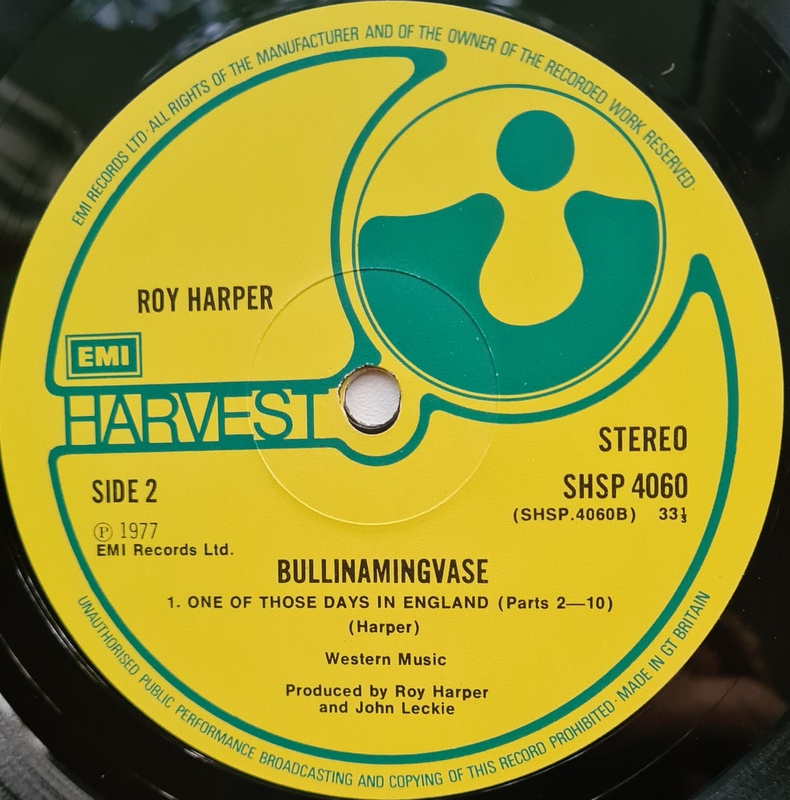 EMI RECORDS LTD· ALL RIGHTS OF THE MANUFACTURER AND OF THE OWNER OF THE RECORDED WORK RESERVED·
ROY HARPER
EMI
HARVEST
STEREO
SIDE 2
SHSP 4060
(SHSP.4060B) 33⅓
Ⓟ 1977
EMI Records Ltd.
BULLINAMINGVASE
1. ONE OF THOSE DAYS IN ENGLAND (Parts 2—10)
(Harper)
Western Music
Produced by Roy Harper
and John Leckie
UNAUTHORISED PUBLIC PERFORMANCE BROADCASTING AND COPYING OF THIS RECORD PROHIBITED· MADE IN GT BRITAIN